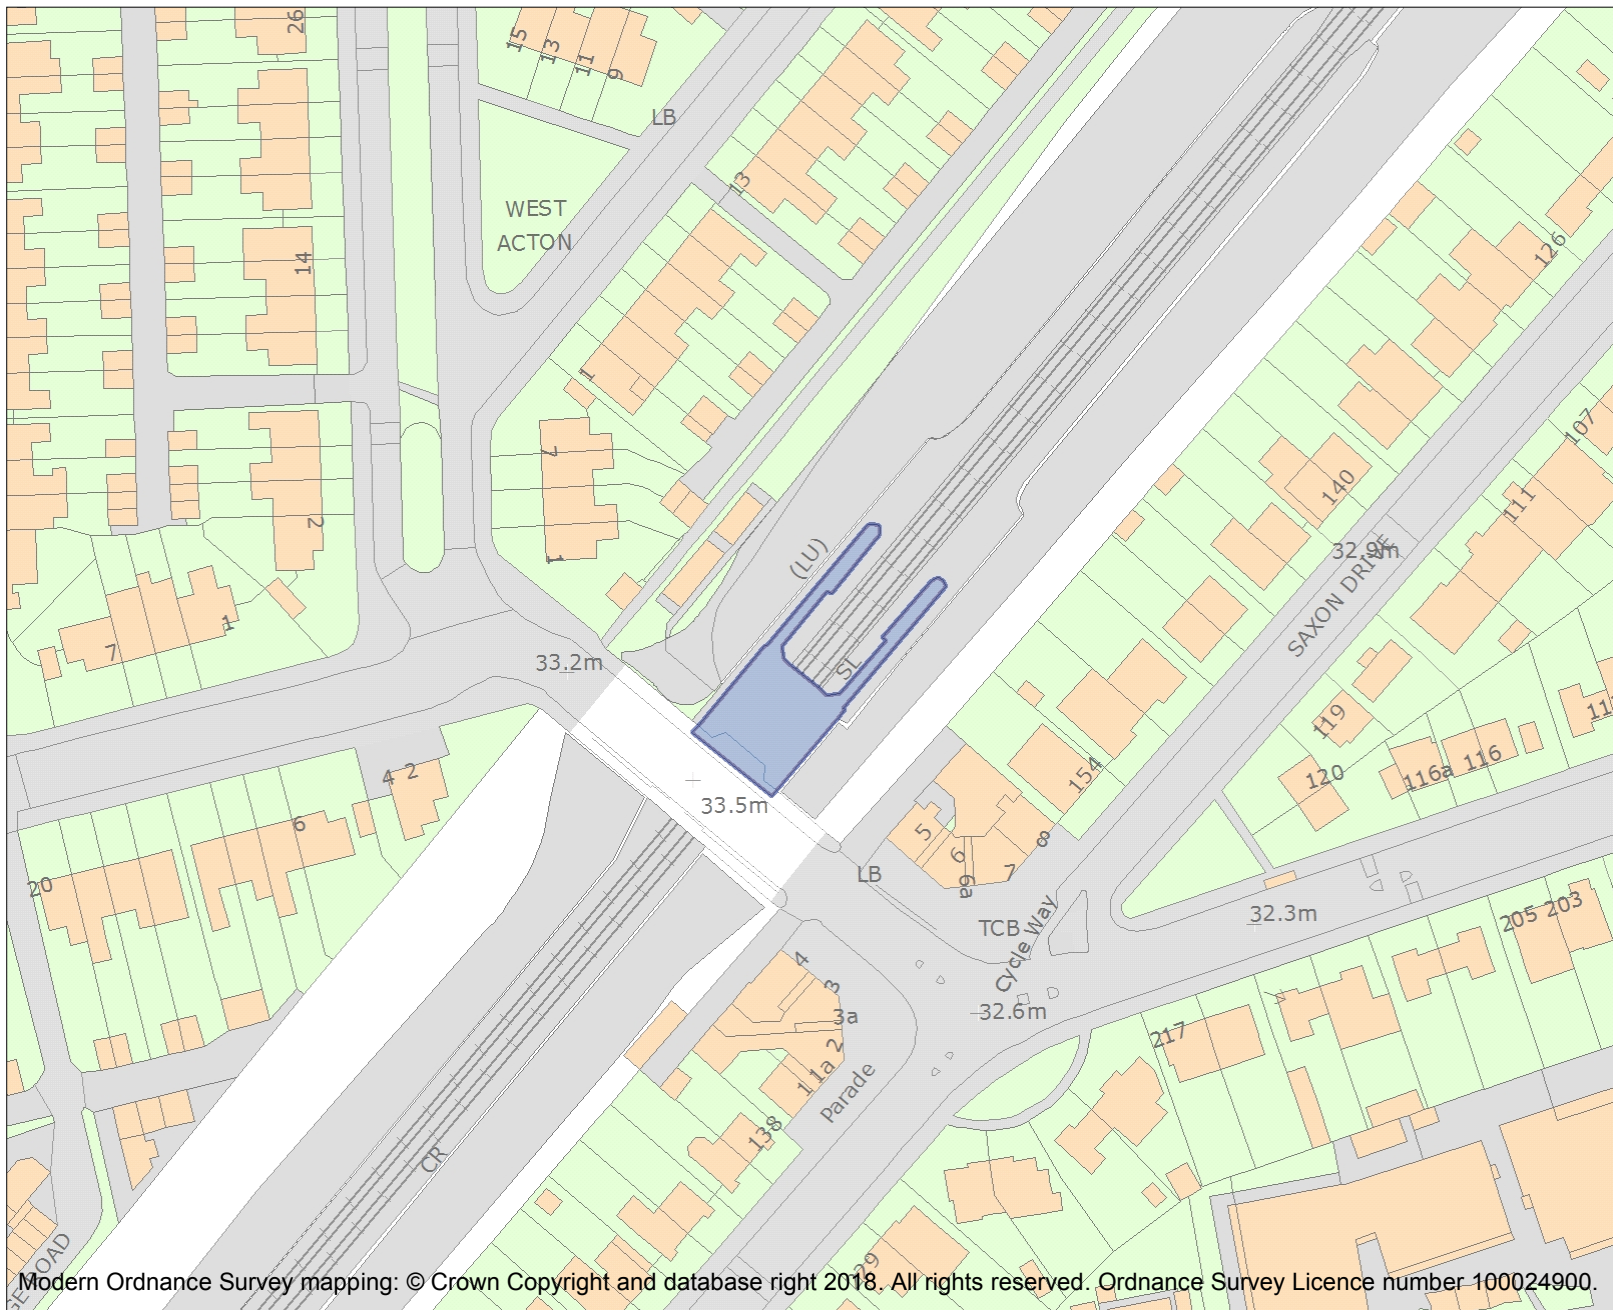 26
15
13
11
9
LB
13
WEST
ACTON
14
126
1
107
7
140
111
2
32.9m
SAXON DRIVE
(LU)
1
1
7
33.2m
SL
119
11
116
116a
120
154
4 2
33.5m
6
5
6
6a
7
8
20
LB
TCB
Cycle Way
32.3m
205 203
4
3
3a
32.6m
2
1a
1
217
Parade
138
CR
ROAD
Modern Ordnance Survey mapping: © Crown Copyright and database right 2018. All rights reserved. Ordnance Survey Licence number 100024900.